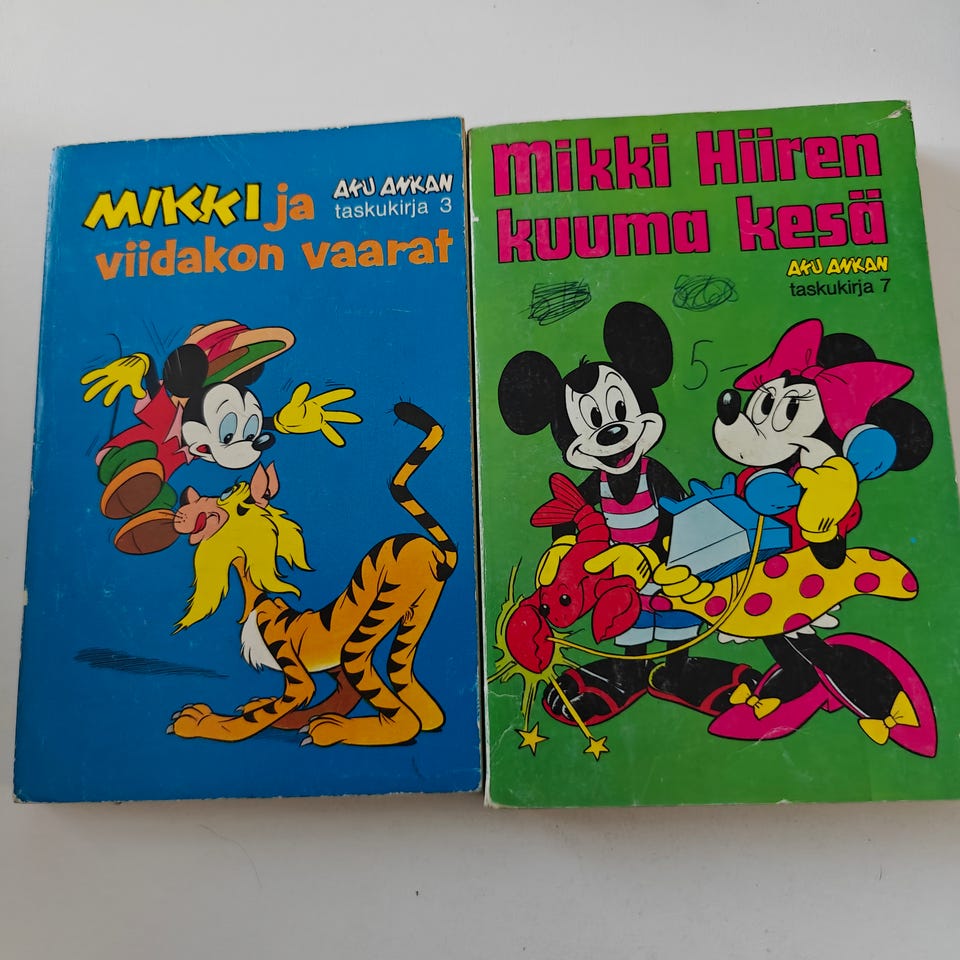 MIKKI ja
AKU ANKAN
taskukirja 3
viidakon vaarat
Mikki Hiiren
kuuma kesä
AKU ANKAN
taskukirja 7
5-